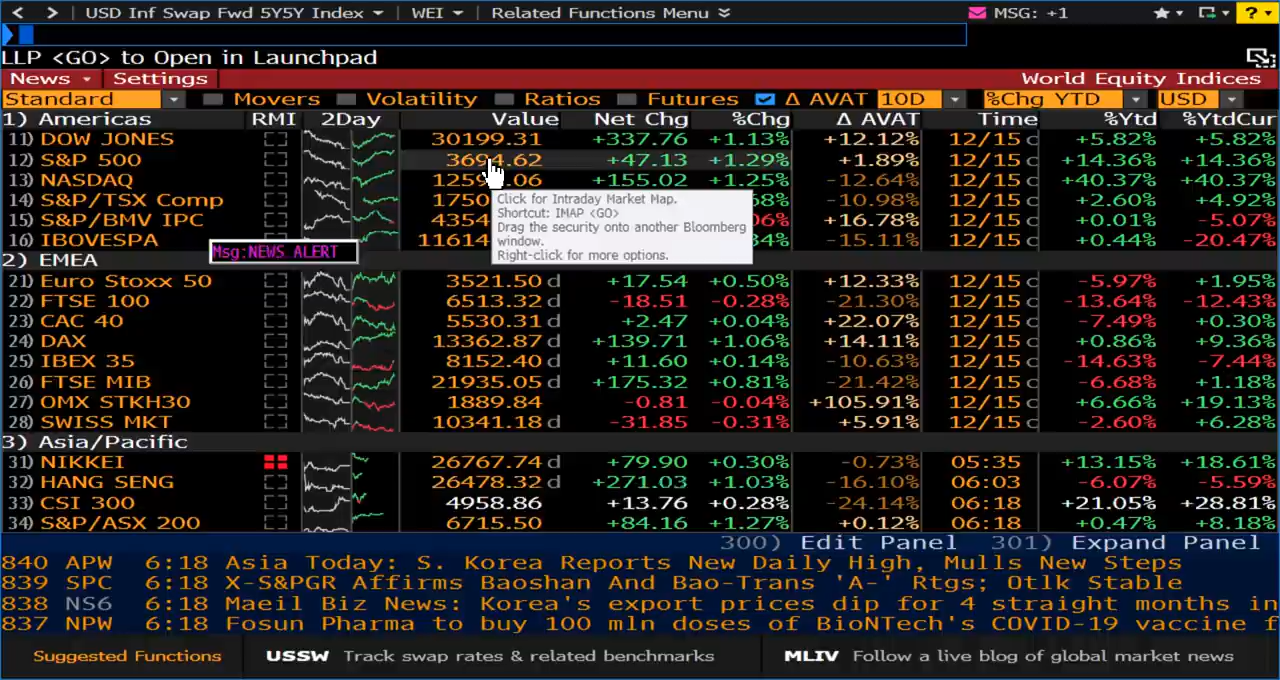 < > USD Inf Swap Fwd 5Y5Y Index WEI Related Functions Menu MSG: +1 ?
LLP <GO> to Open in Launchpad
News Settings World Equity Indices
Standard Movers Volatility Ratios Futures Δ AVAT 10D %Chg YTD USD
1) Americas RMI 2Day Value Net Chg %Chg Δ AVAT Time %Ytd %YtdCur
11) DOW JONES 30199.31 +337.76 +1.13% +12.12% 12/15 c +5.82% +5.82%
12) S&P 500 3694.62 +47.13 +1.29% +1.89% 12/15 c +14.36% +14.36%
13) NASDAQ +155.02 +1.25% -12.64% 12/15 c +40.37% +40.37%
14) S&P/TSX Comp -10.98% 12/15 c +2.60% +4.92%
15) S&P/BMV IPC +16.78% 12/15 c +0.01% -5.07%
16) IBOVESPA -15.11% 12/15 c +0.44% -20.47%
Click for Intraday Market Map.
Shortcut: IMAP <GO>
Drag the security onto another Bloomberg
window.
Right-click for more options.
Msg:NEWS ALERT
2) EMEA
21) Euro Stoxx 50 3521.50 d +17.54 +0.50% +12.33% 12/15 c -5.97% +1.95%
22) FTSE 100 6513.32 d -18.51 -0.28% -21.30% 12/15 c -13.64% -12.43%
23) CAC 40 5530.31 d +2.47 +0.04% +22.07% 12/15 c -7.49% +0.30%
24) DAX 13362.87 d +139.71 +1.06% +14.11% 12/15 c +0.86% +9.36%
25) IBEX 35 8152.40 d +11.60 +0.14% -10.63% 12/15 c -14.63% -7.44%
26) FTSE MIB 21935.05 d +175.32 +0.81% -21.42% 12/15 c -6.68% +1.18%
27) OMX STKH30 1889.84 -0.81 -0.04% +105.91% 12/15 c +6.66% +19.13%
28) SWISS MKT 10341.18 d -31.85 -0.31% +5.91% 12/15 c -2.60% +6.28%
3) Asia/Pacific
31) NIKKEI 26767.74 d +79.90 +0.30% -0.73% 05:35 +13.15% +18.61%
32) HANG SENG 26478.32 d +271.03 +1.03% -16.10% 06:03 -6.07% -5.59%
33) CSI 300 4958.86 +13.76 +0.28% -24.14% 06:18 +21.05% +28.81%
34) S&P/ASX 200 6715.50 +84.16 +1.27% +0.12% 06:18 +0.47% +8.18%
300) Edit Panel 301) Expand Panel
840 APW 6:18 Asia Today: S. Korea Reports New Daily High, Mulls New Steps
839 SPC 6:18 X-S&PGR Affirms Baoshan And Bao-Trans 'A-' Rtgs; Otlk Stable
838 NS6 6:18 Maeil Biz News: Korea's export prices dip for 4 straight months in
837 NPW 6:18 Fosun Pharma to buy 100 mln doses of BioNTech's COVID-19 vaccine f
Suggested Functions USSW Track swap rates & related benchmarks MLIV Follow a live blog of global market news